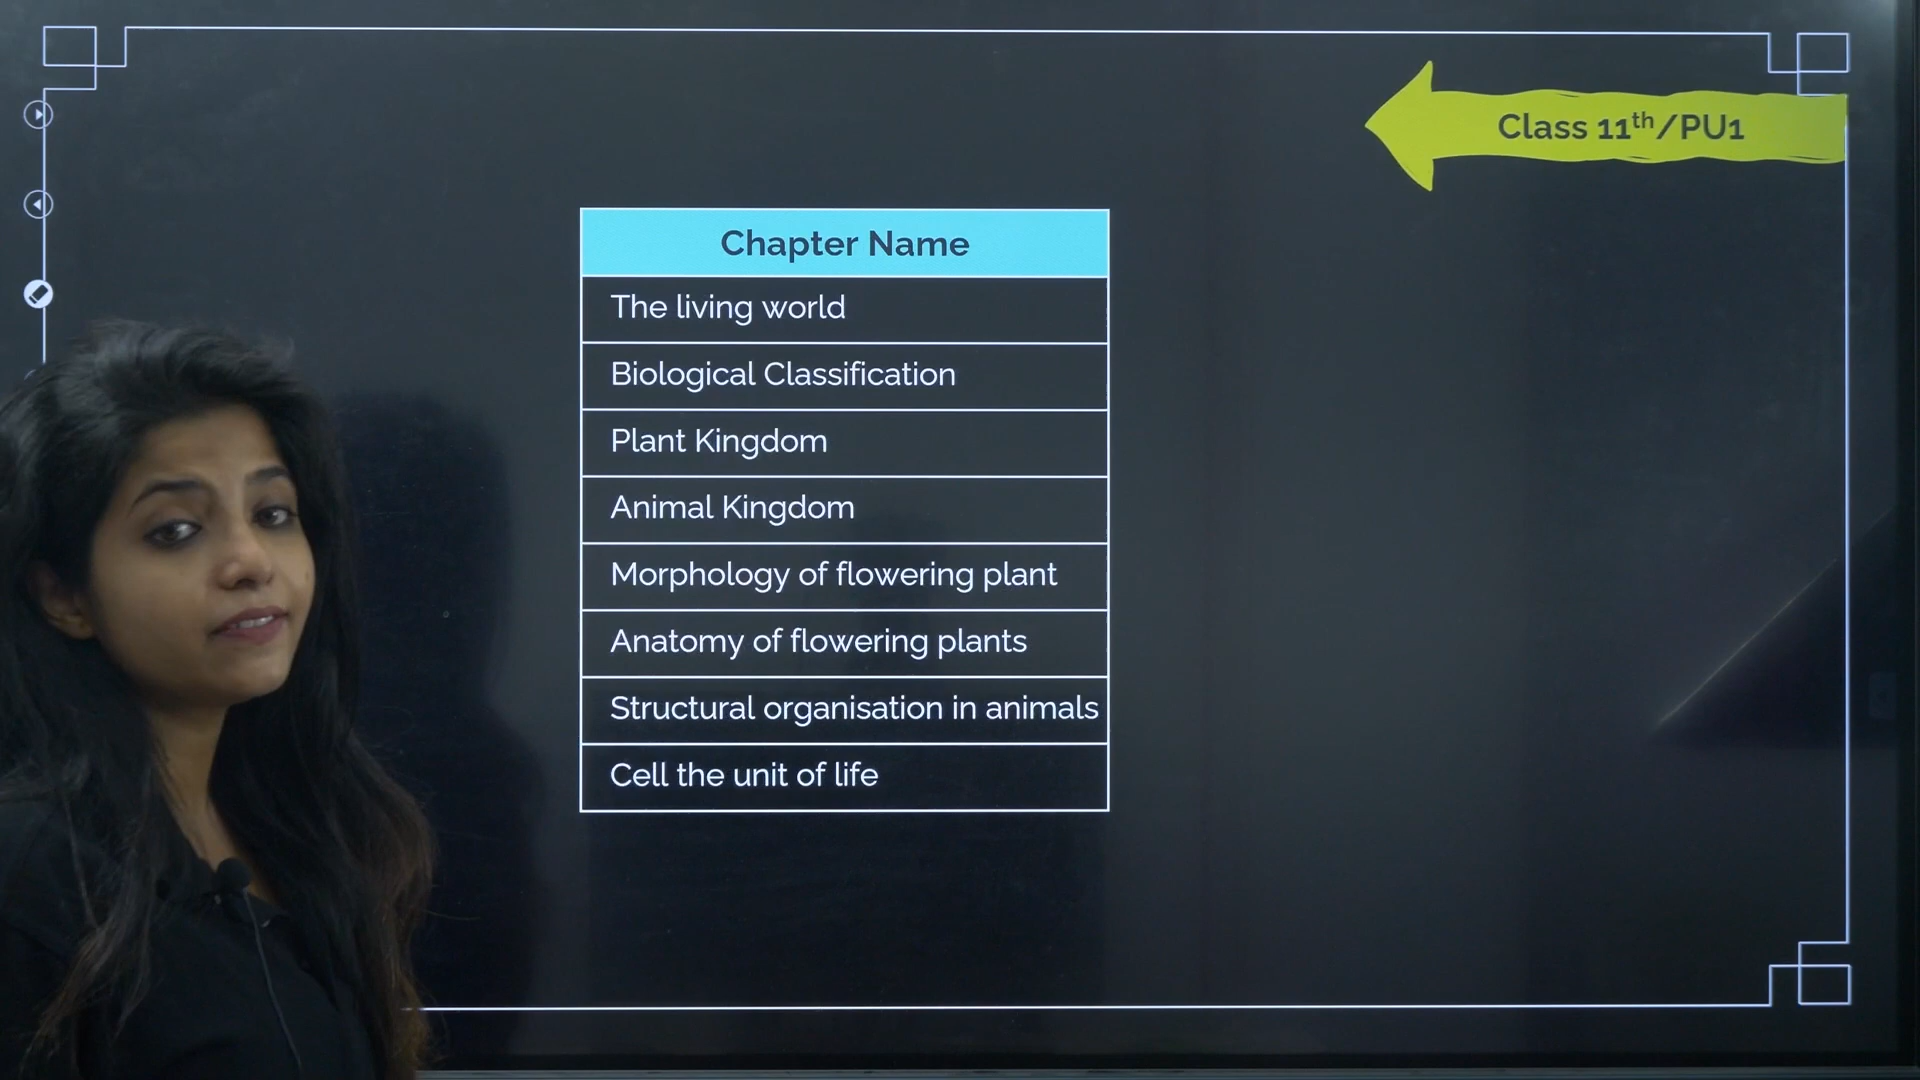 Class 11th/PU1
Chapter Name
The living world
Biological Classification
Plant Kingdom
Animal Kingdom
Morphology of flowering plant
Anatomy of flowering plants
Structural organisation in animals
Cell the unit of life